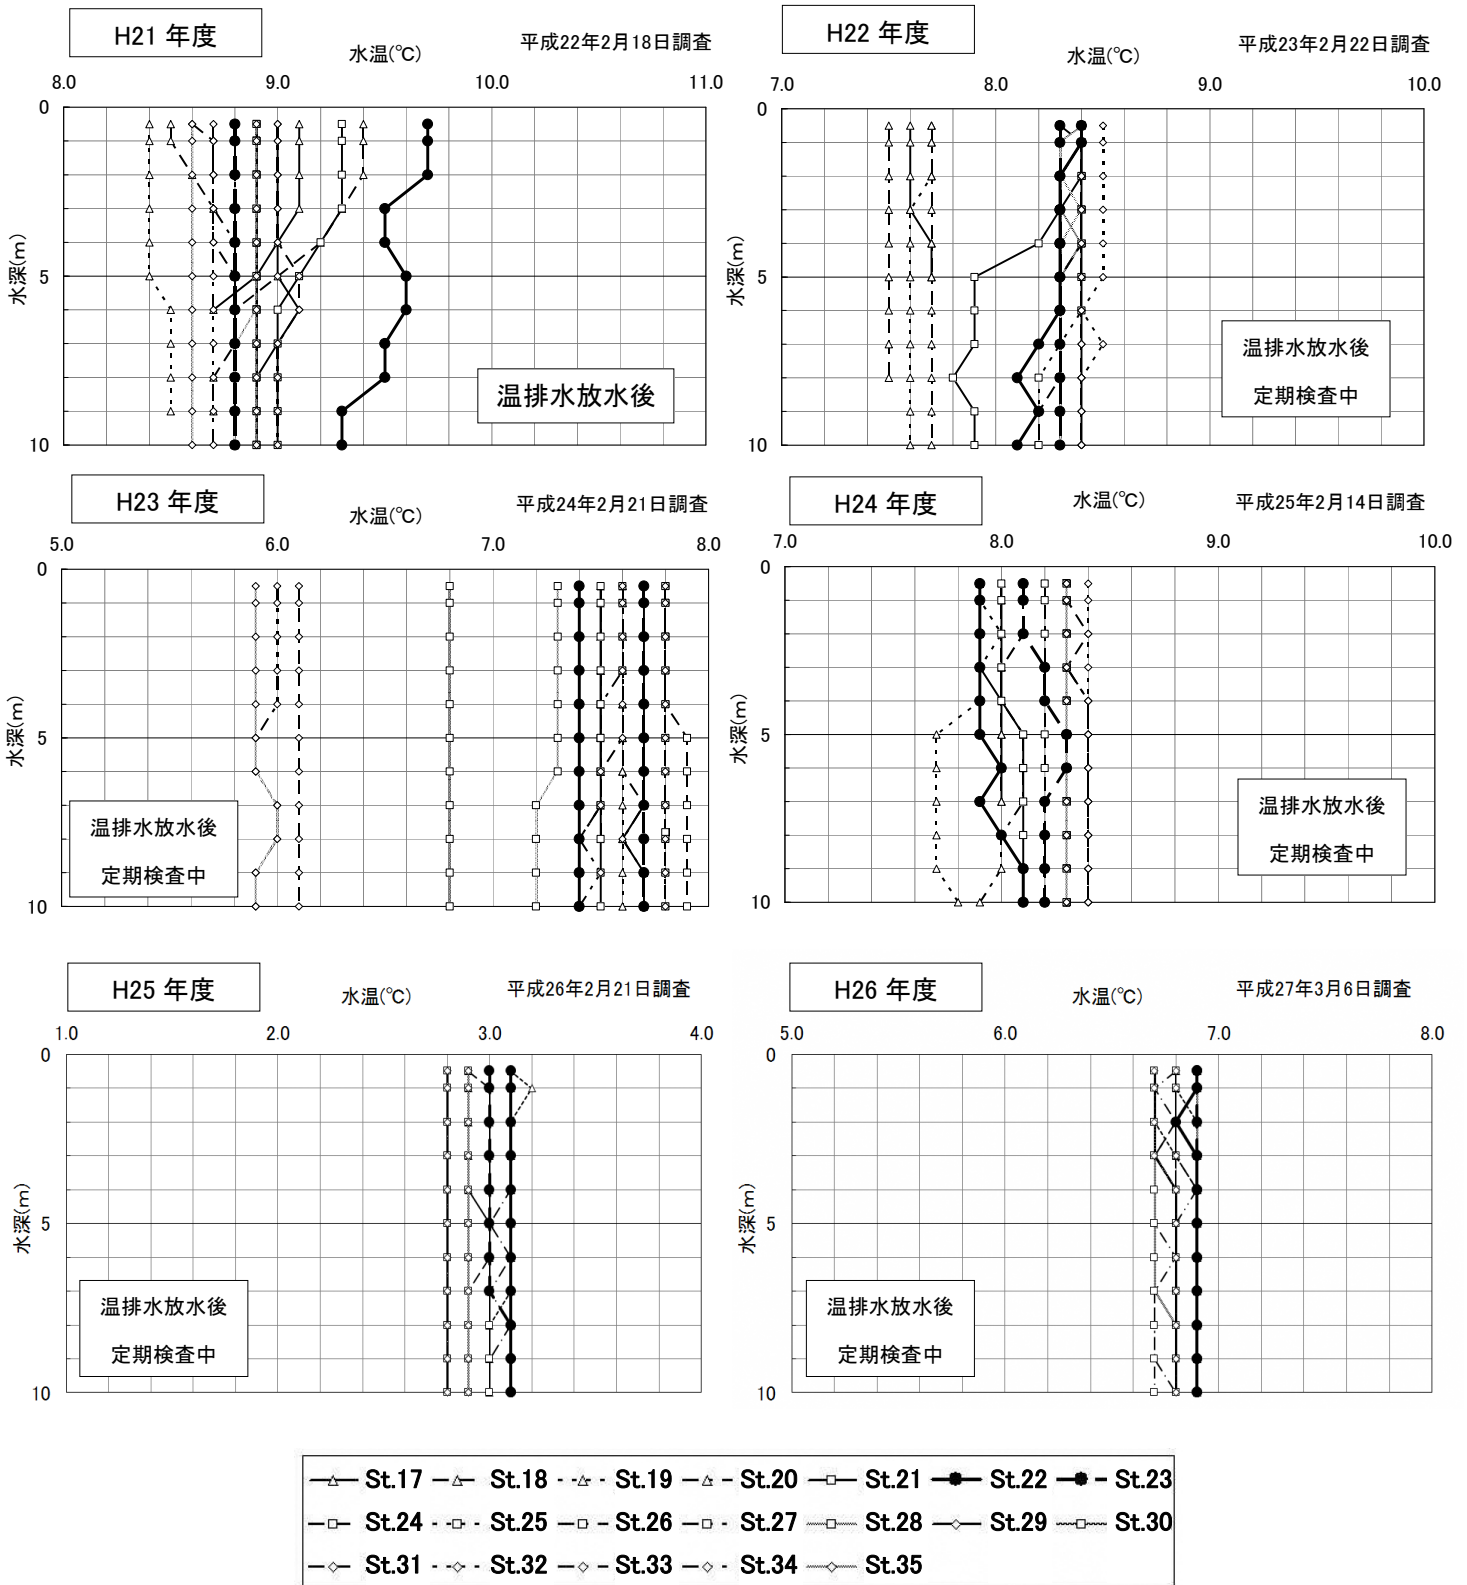 H21 年度
水温(℃)
平成22年2月18日調査
8.0 9.0 10.0 11.0
0
5
10
水深(m)
温排水放水後
H22 年度
水温(℃)
平成23年2月22日調査
7.0 8.0 9.0 10.0
0
5
10
水深(m)
温排水放水後
定期検査中
H23 年度
水温(℃)
平成24年2月21日調査
5.0 6.0 7.0 8.0
0
5
10
水深(m)
温排水放水後
定期検査中
H24 年度
水温(℃)
平成25年2月14日調査
7.0 8.0 9.0 10.0
0
5
10
水深(m)
温排水放水後
定期検査中
H25 年度
水温(℃)
平成26年2月21日調査
1.0 2.0 3.0 4.0
0
5
10
水深(m)
温排水放水後
定期検査中
H26 年度
水温(℃)
平成27年3月6日調査
5.0 6.0 7.0 8.0
0
5
10
水深(m)
温排水放水後
定期検査中
St.17 St.18 St.19 St.20 St.21 St.22 St.23
St.24 St.25 St.26 St.27 St.28 St.29 St.30
St.31 St.32 St.33 St.34 St.35